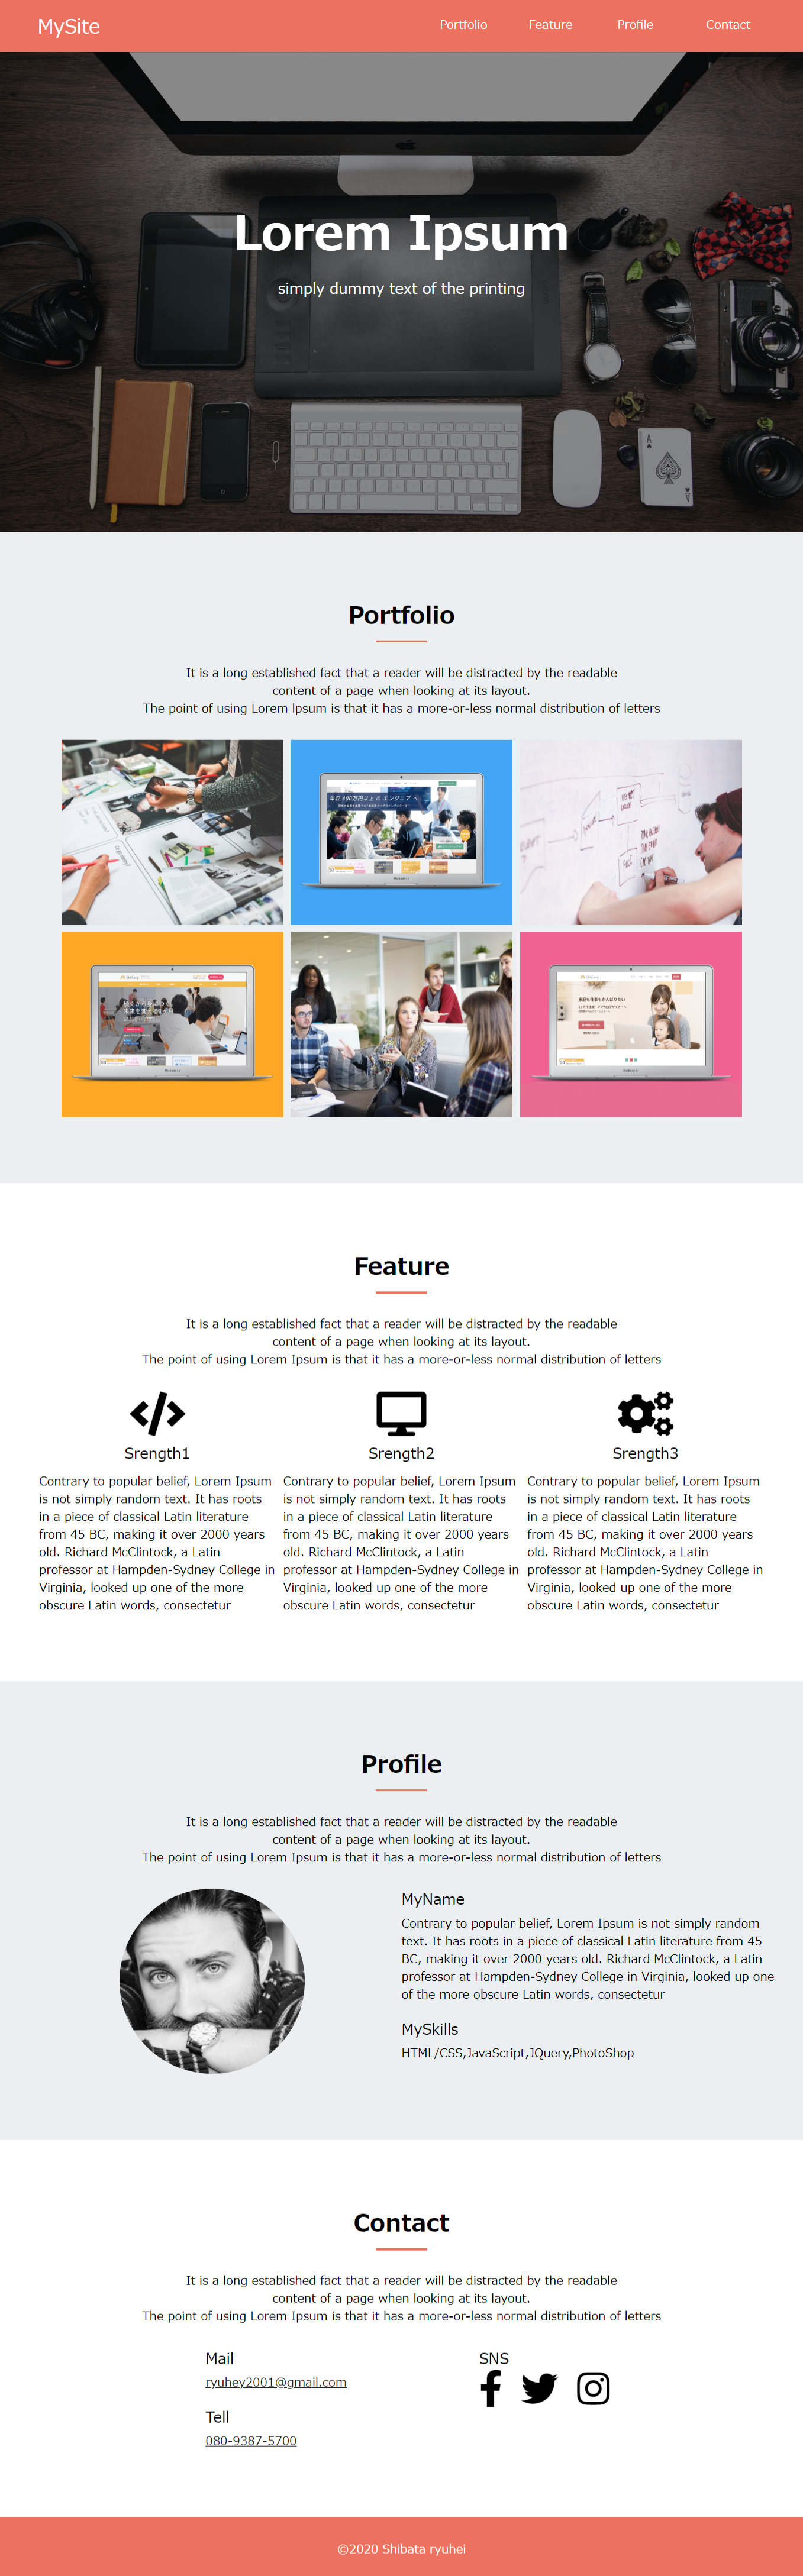 MySite
Portfolio Feature Profile Contact
Lorem Ipsum
simply dummy text of the printing
Portfolio
It is a long established fact that a reader will be distracted by the readable
content of a page when looking at its layout.
The point of using Lorem Ipsum is that it has a more-or-less normal distribution of letters
年収 400万円以上 の エンジニア へ
Feature
It is a long established fact that a reader will be distracted by the readable
content of a page when looking at its layout.
The point of using Lorem Ipsum is that it has a more-or-less normal distribution of letters
Srength1
Contrary to popular belief, Lorem Ipsum
is not simply random text. It has roots
in a piece of classical Latin literature
from 45 BC, making it over 2000 years
old. Richard McClintock, a Latin
professor at Hampden-Sydney College in
Virginia, looked up one of the more
obscure Latin words, consectetur
Srength2
Contrary to popular belief, Lorem Ipsum
is not simply random text. It has roots
in a piece of classical Latin literature
from 45 BC, making it over 2000 years
old. Richard McClintock, a Latin
professor at Hampden-Sydney College in
Virginia, looked up one of the more
obscure Latin words, consectetur
Srength3
Contrary to popular belief, Lorem Ipsum
is not simply random text. It has roots
in a piece of classical Latin literature
from 45 BC, making it over 2000 years
old. Richard McClintock, a Latin
professor at Hampden-Sydney College in
Virginia, looked up one of the more
obscure Latin words, consectetur
Profile
It is a long established fact that a reader will be distracted by the readable
content of a page when looking at its layout.
The point of using Lorem Ipsum is that it has a more-or-less normal distribution of letters
MyName
Contrary to popular belief, Lorem Ipsum is not simply random
text. It has roots in a piece of classical Latin literature from 45
BC, making it over 2000 years old. Richard McClintock, a Latin
professor at Hampden-Sydney College in Virginia, looked up one
of the more obscure Latin words, consectetur
MySkills
HTML/CSS,JavaScript,JQuery,PhotoShop
Contact
It is a long established fact that a reader will be distracted by the readable
content of a page when looking at its layout.
The point of using Lorem Ipsum is that it has a more-or-less normal distribution of letters
Mail
ryuhey2001@gmail.com
Tell
080-9387-5700
SNS
©2020 Shibata ryuhei